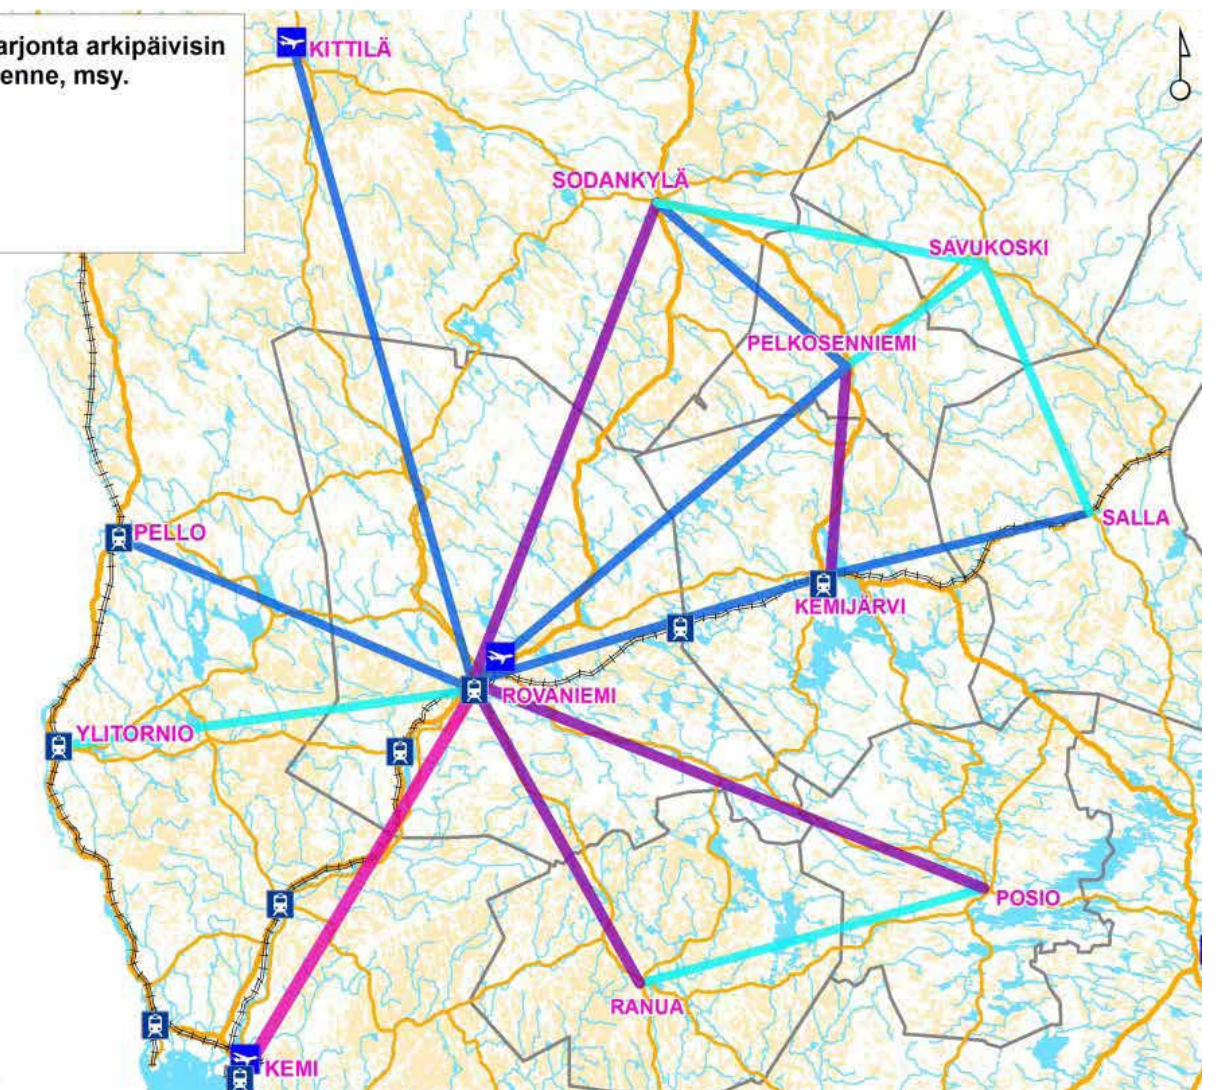 arjonta arkipäivisin
enne, msy.
KITTILÄ
SODANKYLÄ
SAVUKOSKI
PELKOSENNIEMI
PELLO
SALLA
KEMIJÄRVI
ROVANIEMI
YLITORNIO
POSIO
RANUA
KEMI